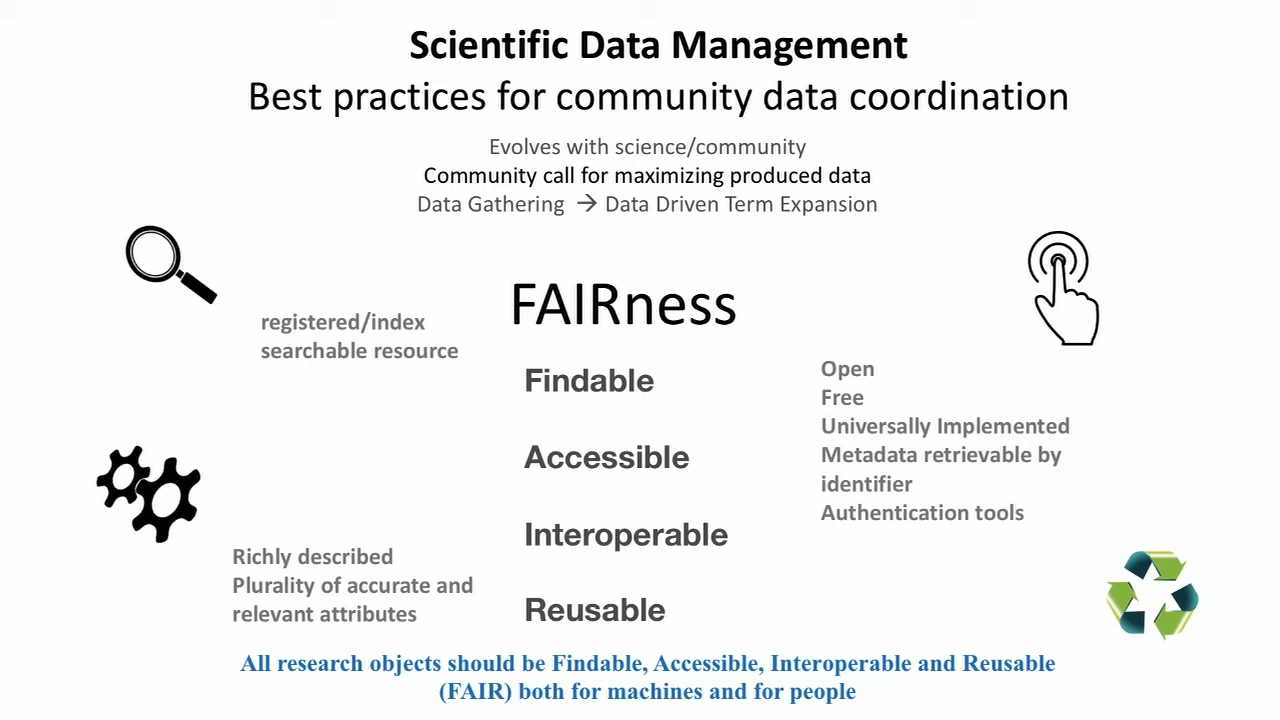 Scientific Data Management
Best practices for community data coordination
Evolves with science/community
Community call for maximizing produced data
Data Gathering → Data Driven Term Expansion
FAIRness
registered/index
searchable resource
Findable
Accessible
Interoperable
Reusable
Open
Free
Universally Implemented
Metadata retrievable by
identifier
Authentication tools
Richly described
Plurality of accurate and
relevant attributes
All research objects should be Findable, Accessible, Interoperable and Reusable
(FAIR) both for machines and for people